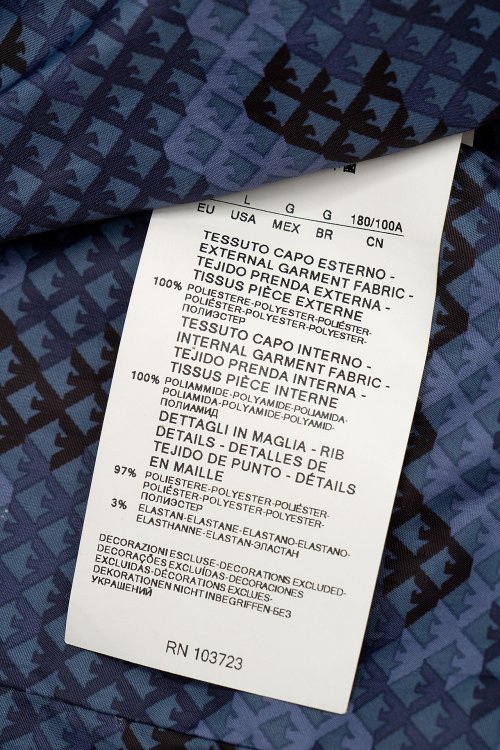 L G G 180/100A
EU USA MEX BR CN
TESSUTO CAPO ESTERNO -
EXTERNAL GARMENT FABRIC -
TEJIDO PRENDA EXTERNA -
TISSUS PIÈCE EXTERNE
100% POLIESTERE-POLYESTER-POLIÉSTER-
POLIÉSTER-POLYESTER-POLYESTER-
ПОЛИЭСТЕР
TESSUTO CAPO INTERNO -
INTERNAL GARMENT FABRIC -
TEJIDO PRENDA INTERNA -
TISSUS PIÈCE INTERNE
100% POLIAMMIDE-POLYAMIDE-POLIAMIDA-
POLIAMIDA-POLYAMIDE-POLYAMID-
ПОЛИАМИД
DETTAGLI IN MAGLIA - RIB
DETAILS - DETALLES DE
TEJIDO DE PUNTO - DÉTAILS
EN MAILLE
97% POLIESTERE-POLYESTER-POLIÉSTER-
POLIÉSTER-POLYESTER-POLYESTER-
ПОЛИЭСТЕР
3% ELASTAN-ELASTANE-ELASTANO-ELASTANO-
ELASTHANNE-ELASTAN-ЭЛАСТАН
DECORAZIONI ESCLUSE-DECORATIONS EXCLUDED-
DECORAÇÕES EXCLUÍDAS-DECORACIONES
EXCLUIDAS-DÉCORATIONS EXCLUES-
DEKORATIONEN NICHT INBEGRIFFEN-БЕЗ
УКРАШЕНИЙ
RN 103723